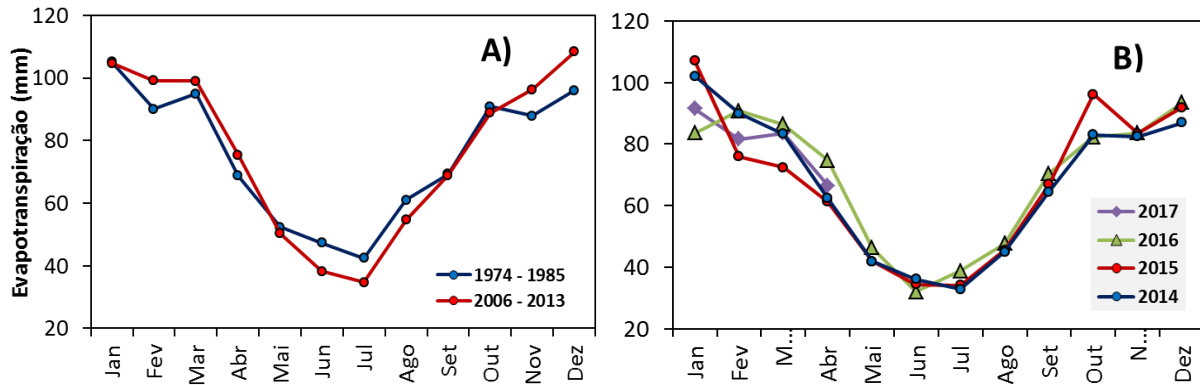 Evapotranspiração (mm)
120
100
80
60
40
20
A)
1974 - 1985
2006 - 2013
Jan Fev Mar Abr Mai Jun Jul Ago Set Out Nov Dez
120
100
80
60
40
20
B)
2017
2016
2015
2014
Jan Fev M... Abr Mai Jun Jul Ago Set Out N... Dez